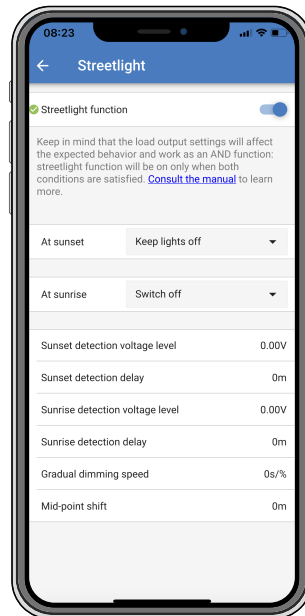 08:23
Streetlight
Streetlight function
Keep in mind that the load output settings will affect
the expected behavior and work as an AND function:
streetlight function will be on only when both
conditions are satisfied. Consult the manual to learn
more.
At sunset Keep lights off
At sunrise Switch off
Sunset detection voltage level 0.00V
Sunset detection delay 0m
Sunrise detection voltage level 0.00V
Sunrise detection delay 0m
Gradual dimming speed 0s/%
Mid-point shift 0m